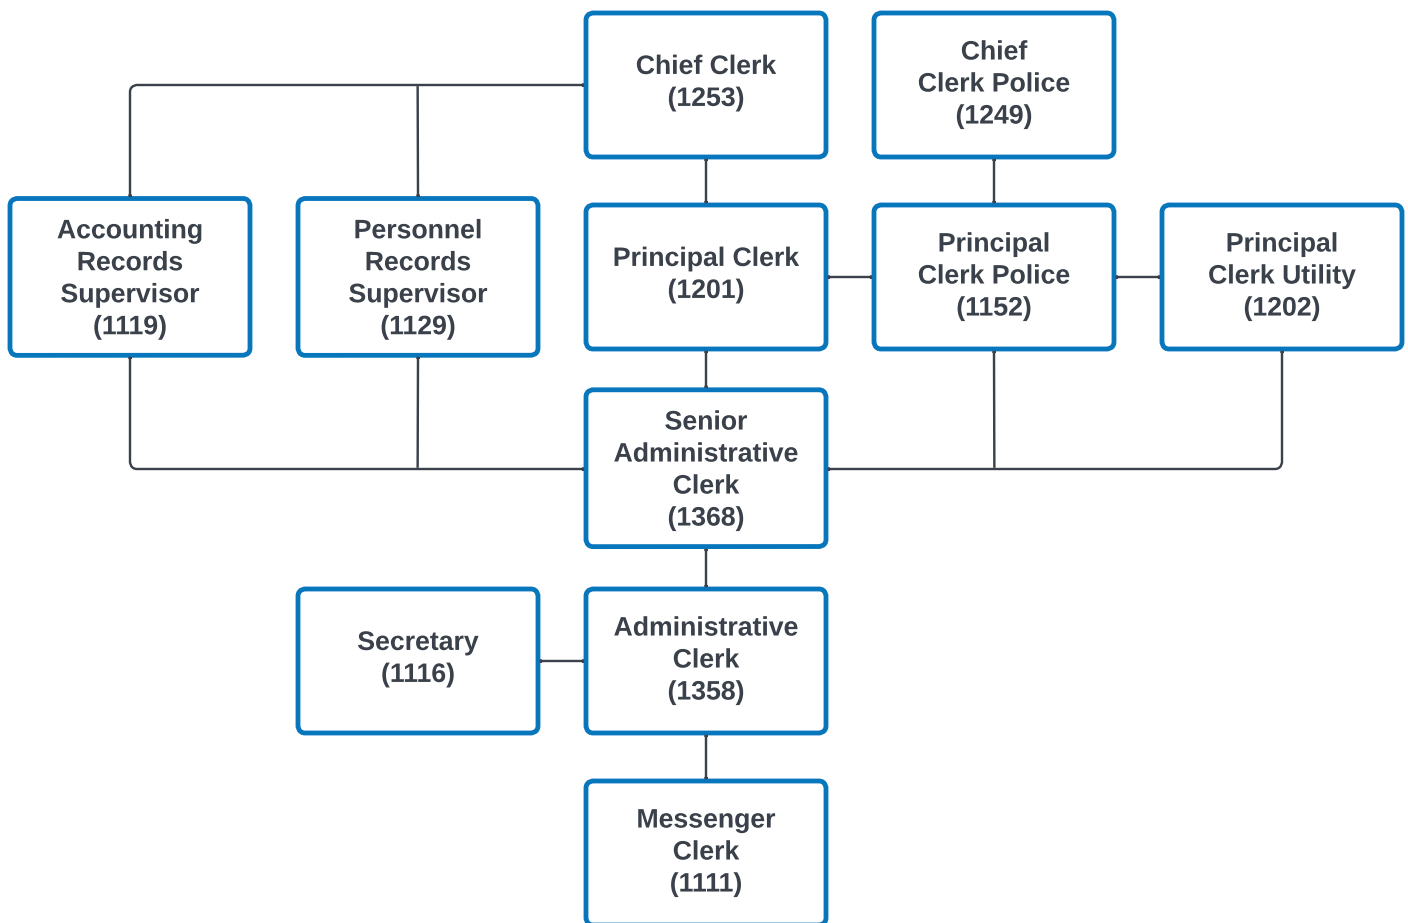 Chief Clerk
(1253)
Chief
Clerk Police
(1249)
Accounting
Records
Supervisor
(1119)
Personnel
Records
Supervisor
(1129)
Principal Clerk
(1201)
Principal
Clerk Police
(1152)
Principal
Clerk Utility
(1202)
Senior
Administrative
Clerk
(1368)
Secretary
(1116)
Administrative
Clerk
(1358)
Messenger
Clerk
(1111)